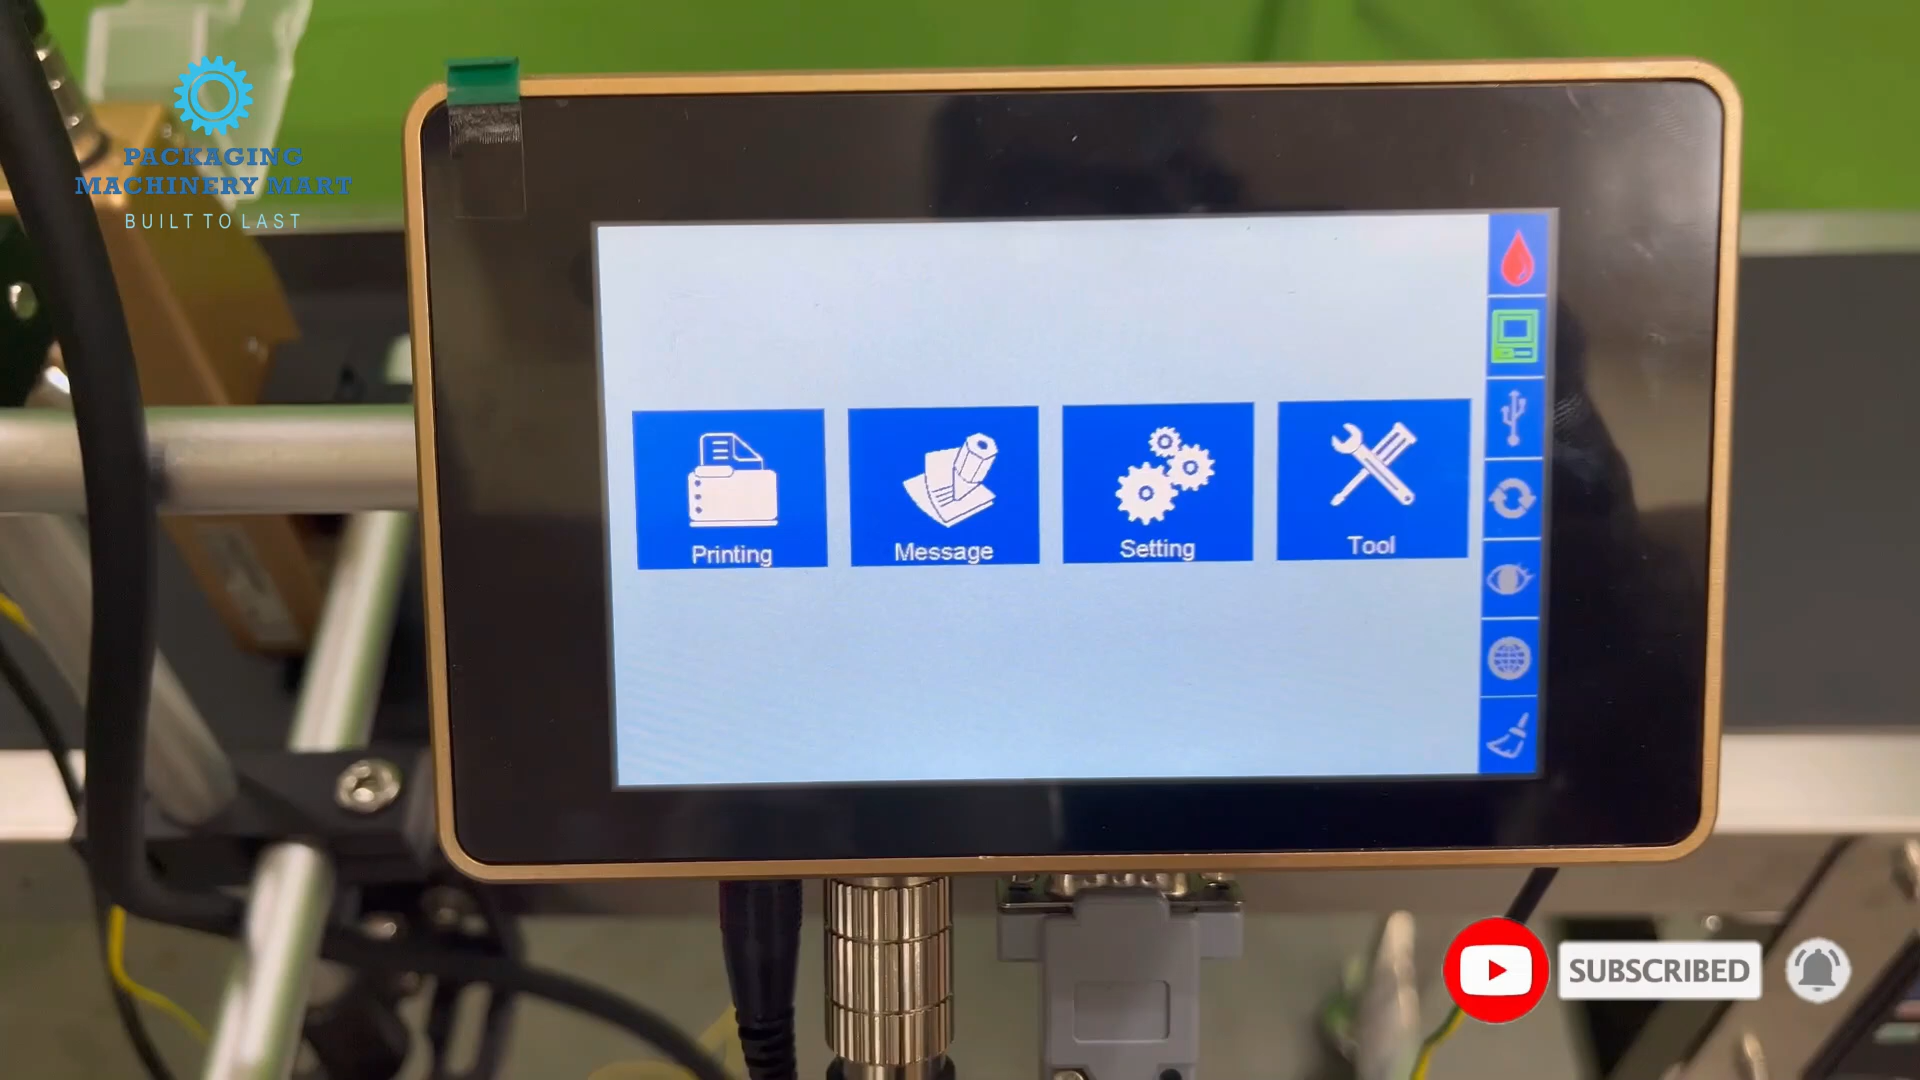 PACKAGING
MACHINERY MART
BUILT TO LAST
Printing
Message
Setting
Tool
SUBSCRIBED